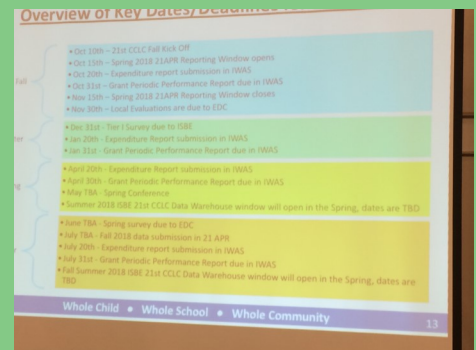 Overview of Key Dates/Deadlines
Fall
• Oct 10th – 21st CCLC Fall Kick Off
• Oct 15th – Spring 2018 21APR Reporting Window opens
• Oct 20th – Expenditure report submission in IWAS
• Oct 31st – Grant Periodic Performance Report due in IWAS
• Nov 15th – Spring 2018 21APR Reporting Window closes
• Nov 30th – Local Evaluations are due to EDC
• Dec 31st - Tier I Survey due to ISBE
• Jan 20th - Expenditure Report submission in IWAS
• Jan 31st - Grant Periodic Performance Report due in IWAS
• April 20th - Expenditure Report submission in IWAS
• April 30th - Grant Periodic Performance Report Due in IWAS
• May TBA - Spring Conference
• Summer 2018 ISBE 21st CCLC Data Warehouse window will open in the Spring, dates are TBD
• June TBA - Spring survey due to EDC
• July TBA - Fall 2018 data submission in 21 APR
• July 20th - Expenditure report submission in IWAS
• July 31st - Grant Periodic Performance Report due in IWAS
• Fall Summer 2018 ISBE 21st CCLC Data Warehouse window will open in the Spring, dates are
TBD
Whole Child • Whole School • Whole Community
13